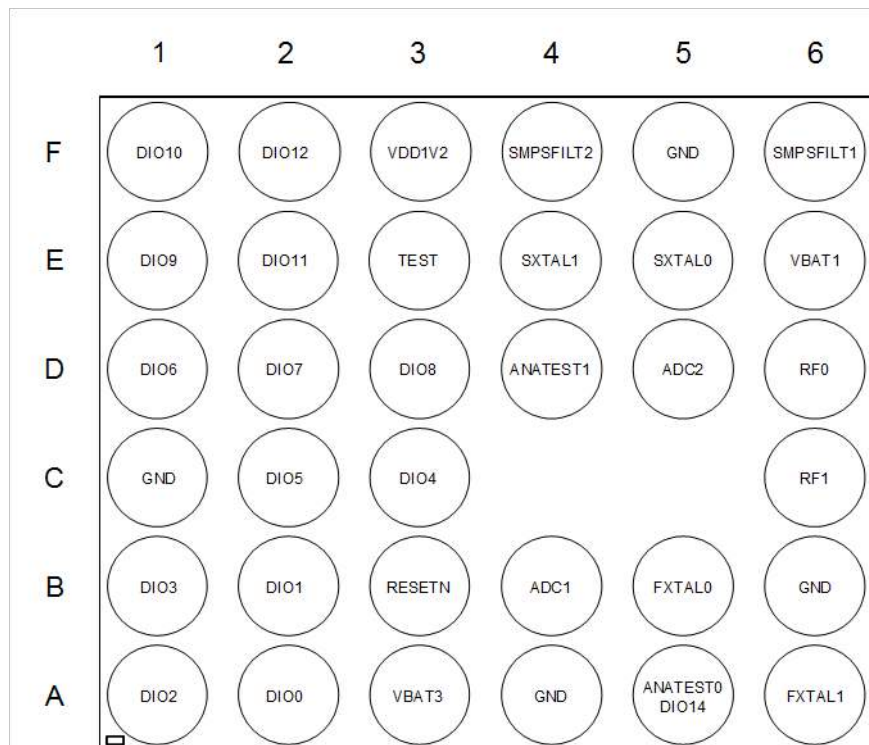 1 2 3 4 5 6
F DIO10 DIO12 VDD1V2 SMPSFILT2 GND SMPSFILT1
E DIO9 DIO11 TEST SXTAL1 SXTAL0 VBAT1
D DIO6 DIO7 DIO8 ANATEST1 ADC2 RF0
C GND DIO5 DIO4 RF1
B DIO3 DIO1 RESETN ADC1 FXTAL0 GND
A DIO2 DIO0 VBAT3 GND ANATEST0 DIO14 FXTAL1